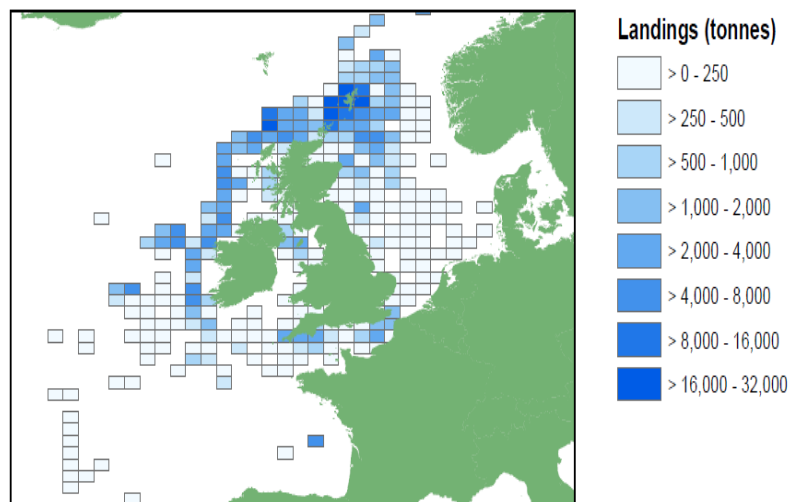 Landings (tonnes)
> 0 - 250
> 250 - 500
> 500 - 1,000
> 1,000 - 2,000
> 2,000 - 4,000
> 4,000 - 8,000
> 8,000 - 16,000
> 16,000 - 32,000